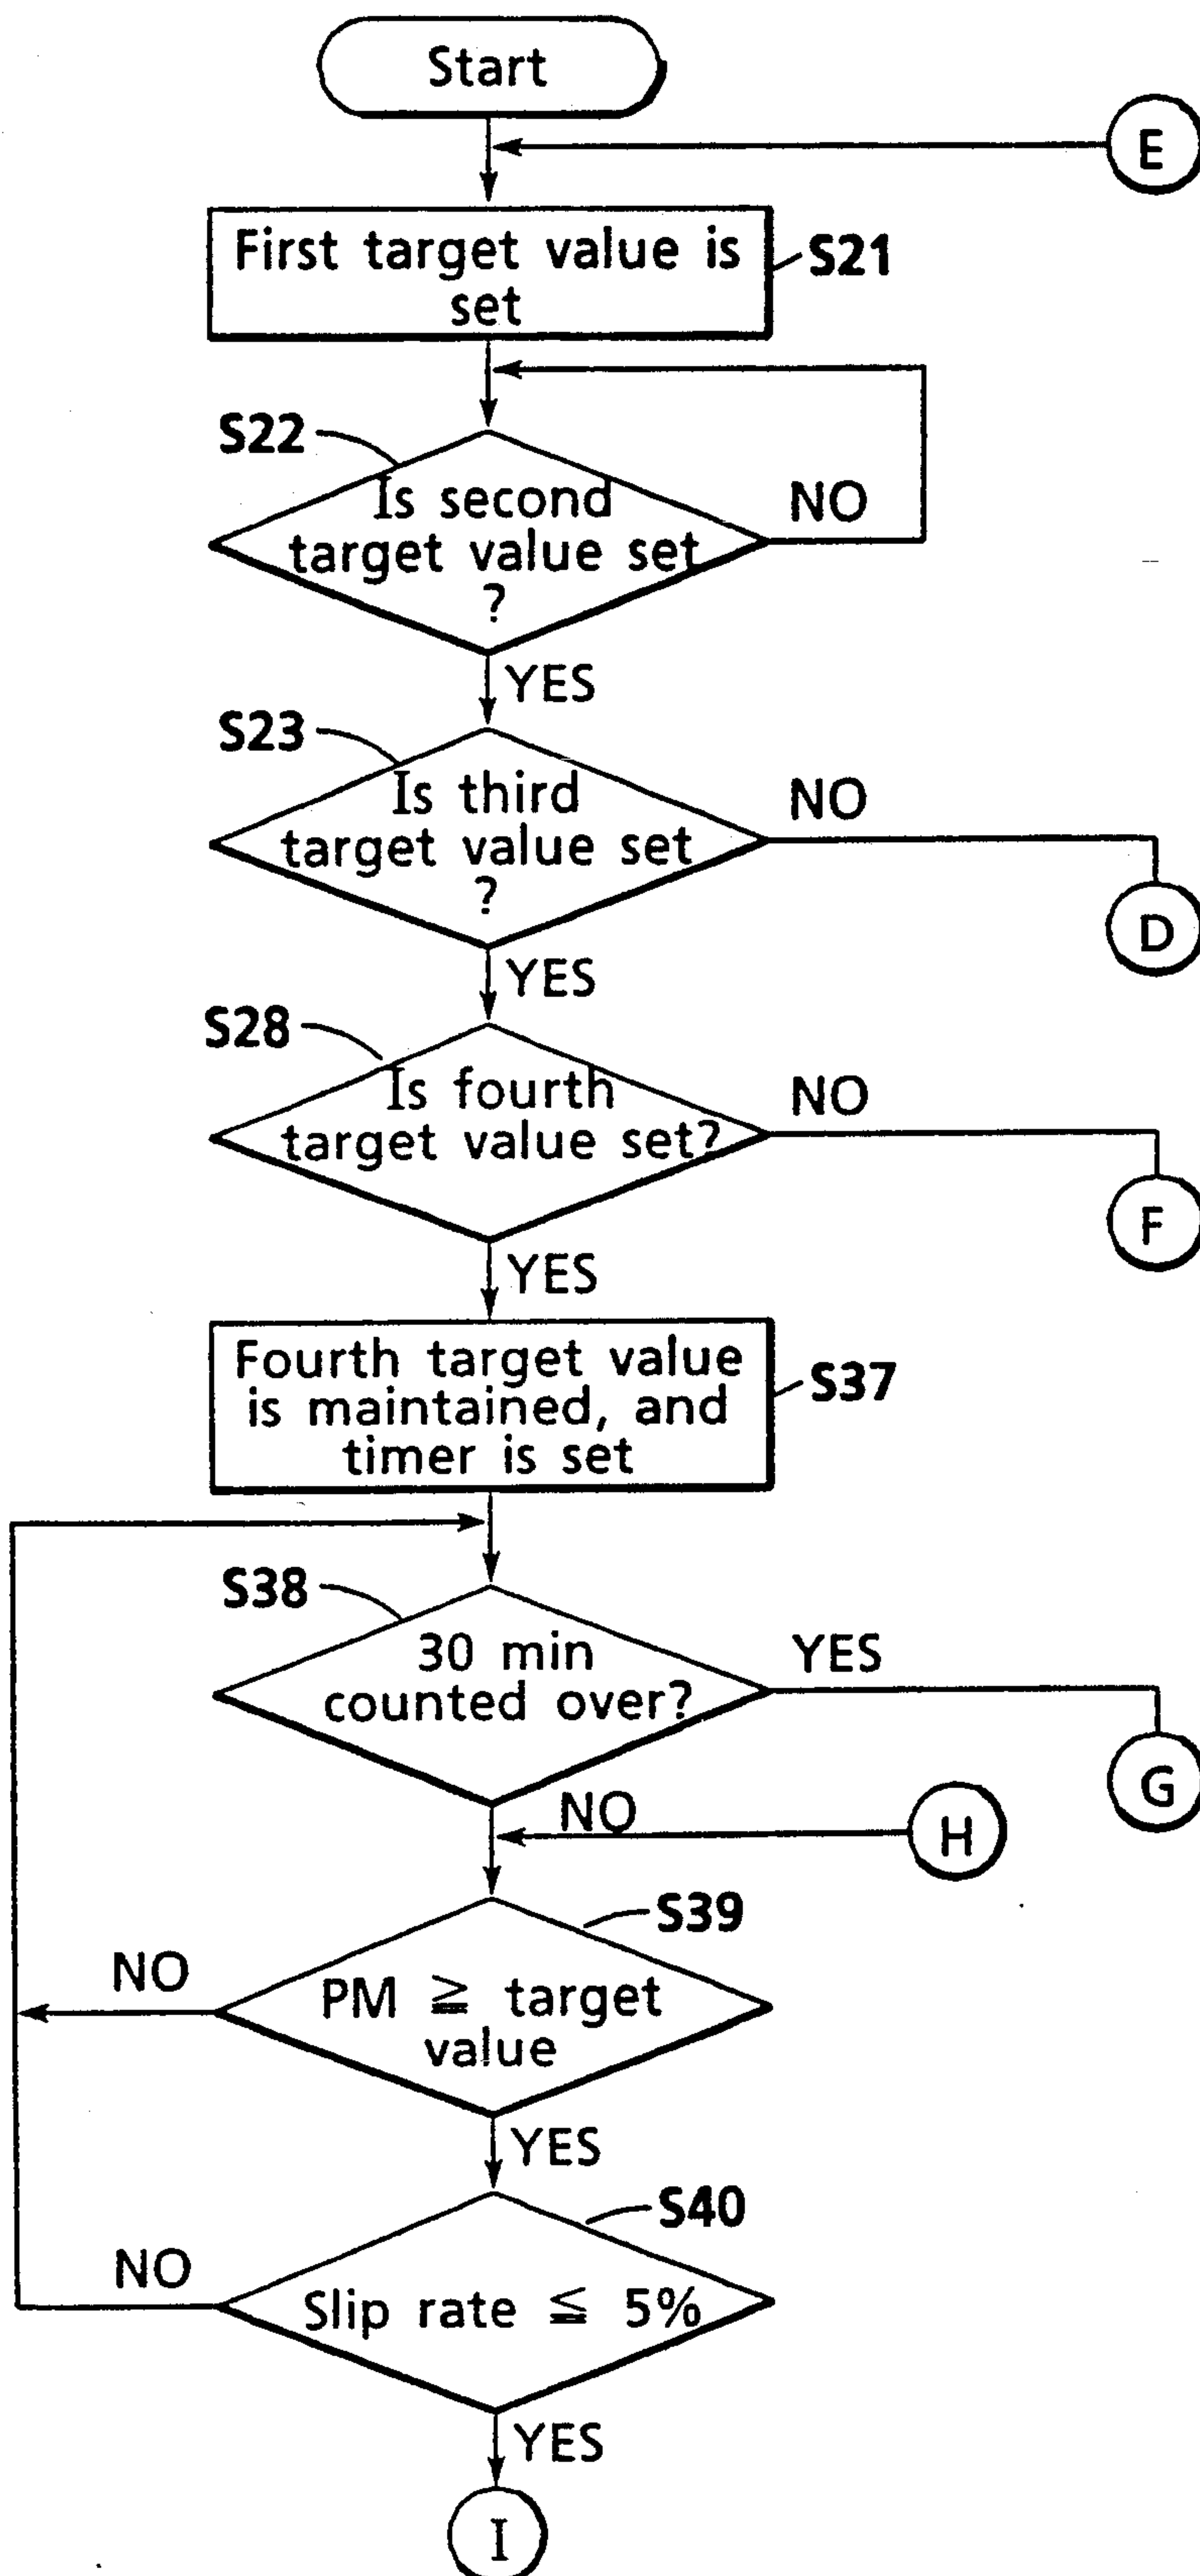 Start
E
First target value is
set
S21
S22
Is second
target value set
?
NO
YES
S23
Is third
target value set
?
NO
D
YES
S28
Is fourth
target value set?
NO
F
YES
Fourth target value
is maintained, and
timer is set
S37
S38
30 min
counted over?
YES
G
NO
H
S39
NO
PM ≧ target
value
YES
S40
NO
Slip rate ≦ 5%
YES
I